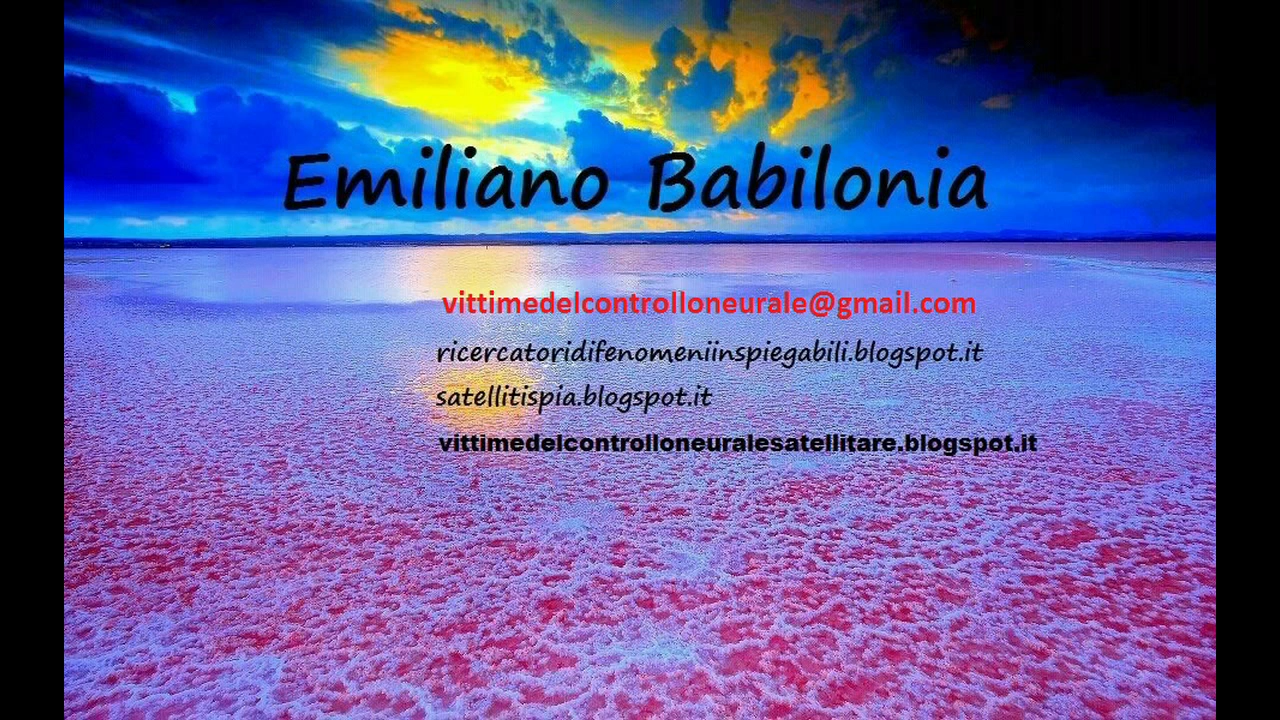 Emiliano Babilonia
vittimedelcontrolloneurale@gmail.com
ricercatoridifenomeniinspiegabili.blogspot.it
satellitispia.blogspot.it
vittimedelcontrolloneuralesatellitare.blogspot.it